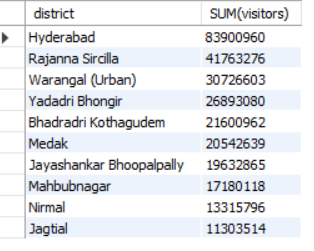 district SUM(visitors)
Hyderabad 83900960
Rajanna Sircilla 41763276
Warangal (Urban) 30726603
Yadadri Bhongir 26893080
Bhadradri Kothagudem 21600962
Medak 20542639
Jayashankar Bhoopalpally 19632865
Mahbubnagar 17180118
Nirmal 13315796
Jagtial 11303514